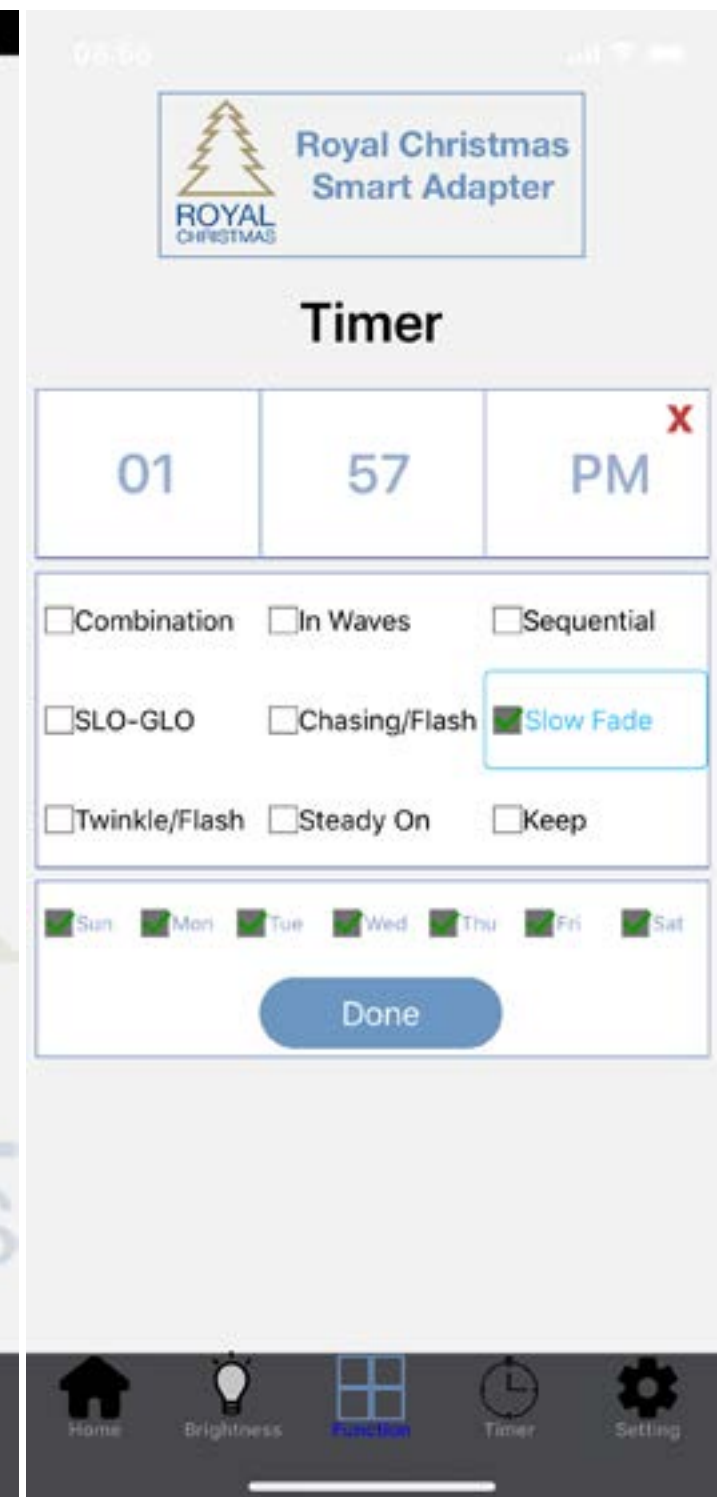 Royal Christmas
Smart Adapter
ROYAL
CHRISTMAS
Timer
X
01 57 PM
Combination In Waves Sequential
SLO-GLO Chasing/Flash Slow Fade
Twinkle/Flash Steady On Keep
Sun Mon Tue Wed Thu Fri Sat
Done
Home Brightness Function Timer Setting